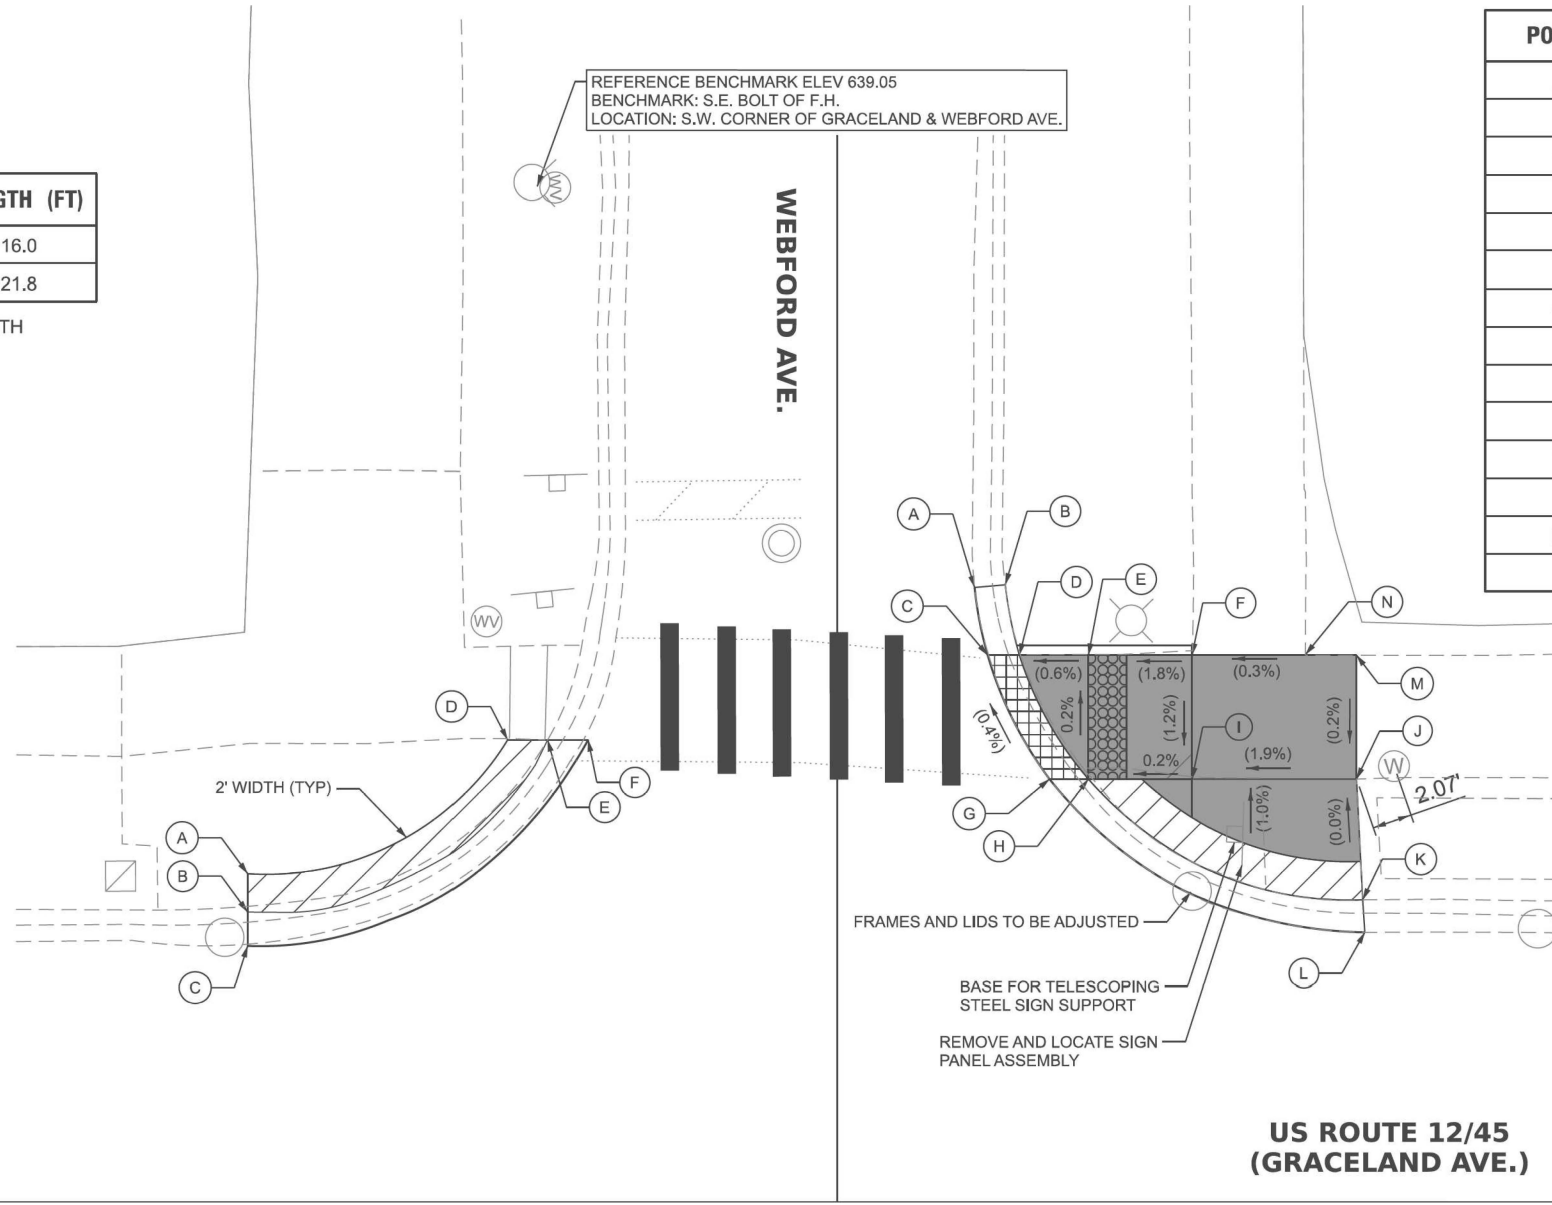 PO
REFERENCE BENCHMARK ELEV 639.05
BENCHMARK: S.E. BOLT OF F.H.
LOCATION: S.W. CORNER OF GRACELAND & WEBFORD AVE.
WV
GTH (FT)
16.0
21.8
TH
WEBFORD AVE.
A
B
D
E
C
F
N
WV
(0.6%)
(1.8%)
(0.3%)
M
D
0.2%
(1.2%)
(0.4%)
I
(0.2%)
J
0.2%
(1.9%)
W
2.07'
2' WIDTH (TYP)
F
E
G
(1.0%)
(0.0%)
A
H
K
B
FRAMES AND LIDS TO BE ADJUSTED
L
C
BASE FOR TELESCOPING
STEEL SIGN SUPPORT
REMOVE AND LOCATE SIGN
PANEL ASSEMBLY
US ROUTE 12/45
(GRACELAND AVE.)